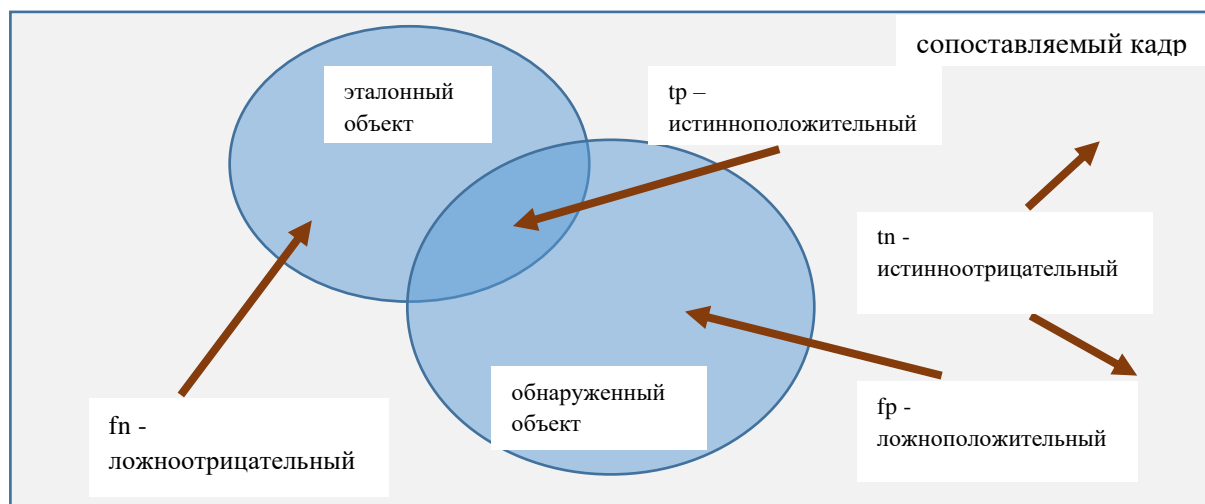 сопоставляемый кадр
эталонный
объект
tp –
истинноположительный
tn -
истинноотрицательный
обнаруженный
объект
fp -
ложноположительный
fn -
ложноотрицательный